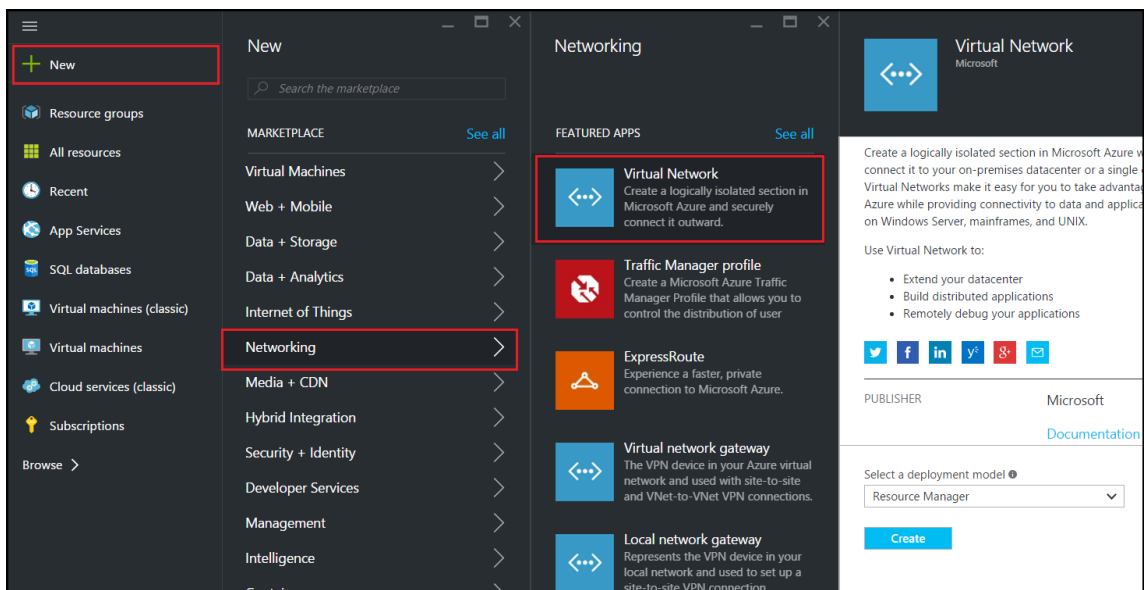 New
Resource groups
All resources
Recent
App Services
SQL
SQL databases
Virtual machines (classic)
Virtual machines
Cloud services (classic)
Subscriptions
Browse
New
Search the marketplace
MARKETPLACE
See all
Virtual Machines
Web + Mobile
Data + Storage
Data + Analytics
Internet of Things
Networking
Media + CDN
Hybrid Integration
Security + Identity
Developer Services
Management
Intelligence
Networking
FEATURED APPS
See all
Virtual Network
Create a logically isolated section in
Microsoft Azure and securely
connect it outward.
Traffic Manager profile
Create a Microsoft Azure Traffic
Manager Profile that allows you to
control the distribution of user
ExpressRoute
Experience a faster, private
connection to Microsoft Azure.
Virtual network gateway
The VPN device in your Azure virtual
network and used with site-to-site
and VNet-to-VNet VPN connections.
Local network gateway
Represents the VPN device in your
local network and used to set up a
site-to-site VPN connection
Virtual Network
Microsoft
Create a logically isolated section in Microsoft Azure w
connect it to your on-premises datacenter or a single
Virtual Networks make it easy for you to take advanta
Azure while providing connectivity to data and applica
on Windows Server, mainframes, and UNIX.
Use Virtual Network to:
• Extend your datacenter
• Build distributed applications
• Remotely debug your applications
PUBLISHER
Microsoft
Documentation
Select a deployment model
Resource Manager
Create